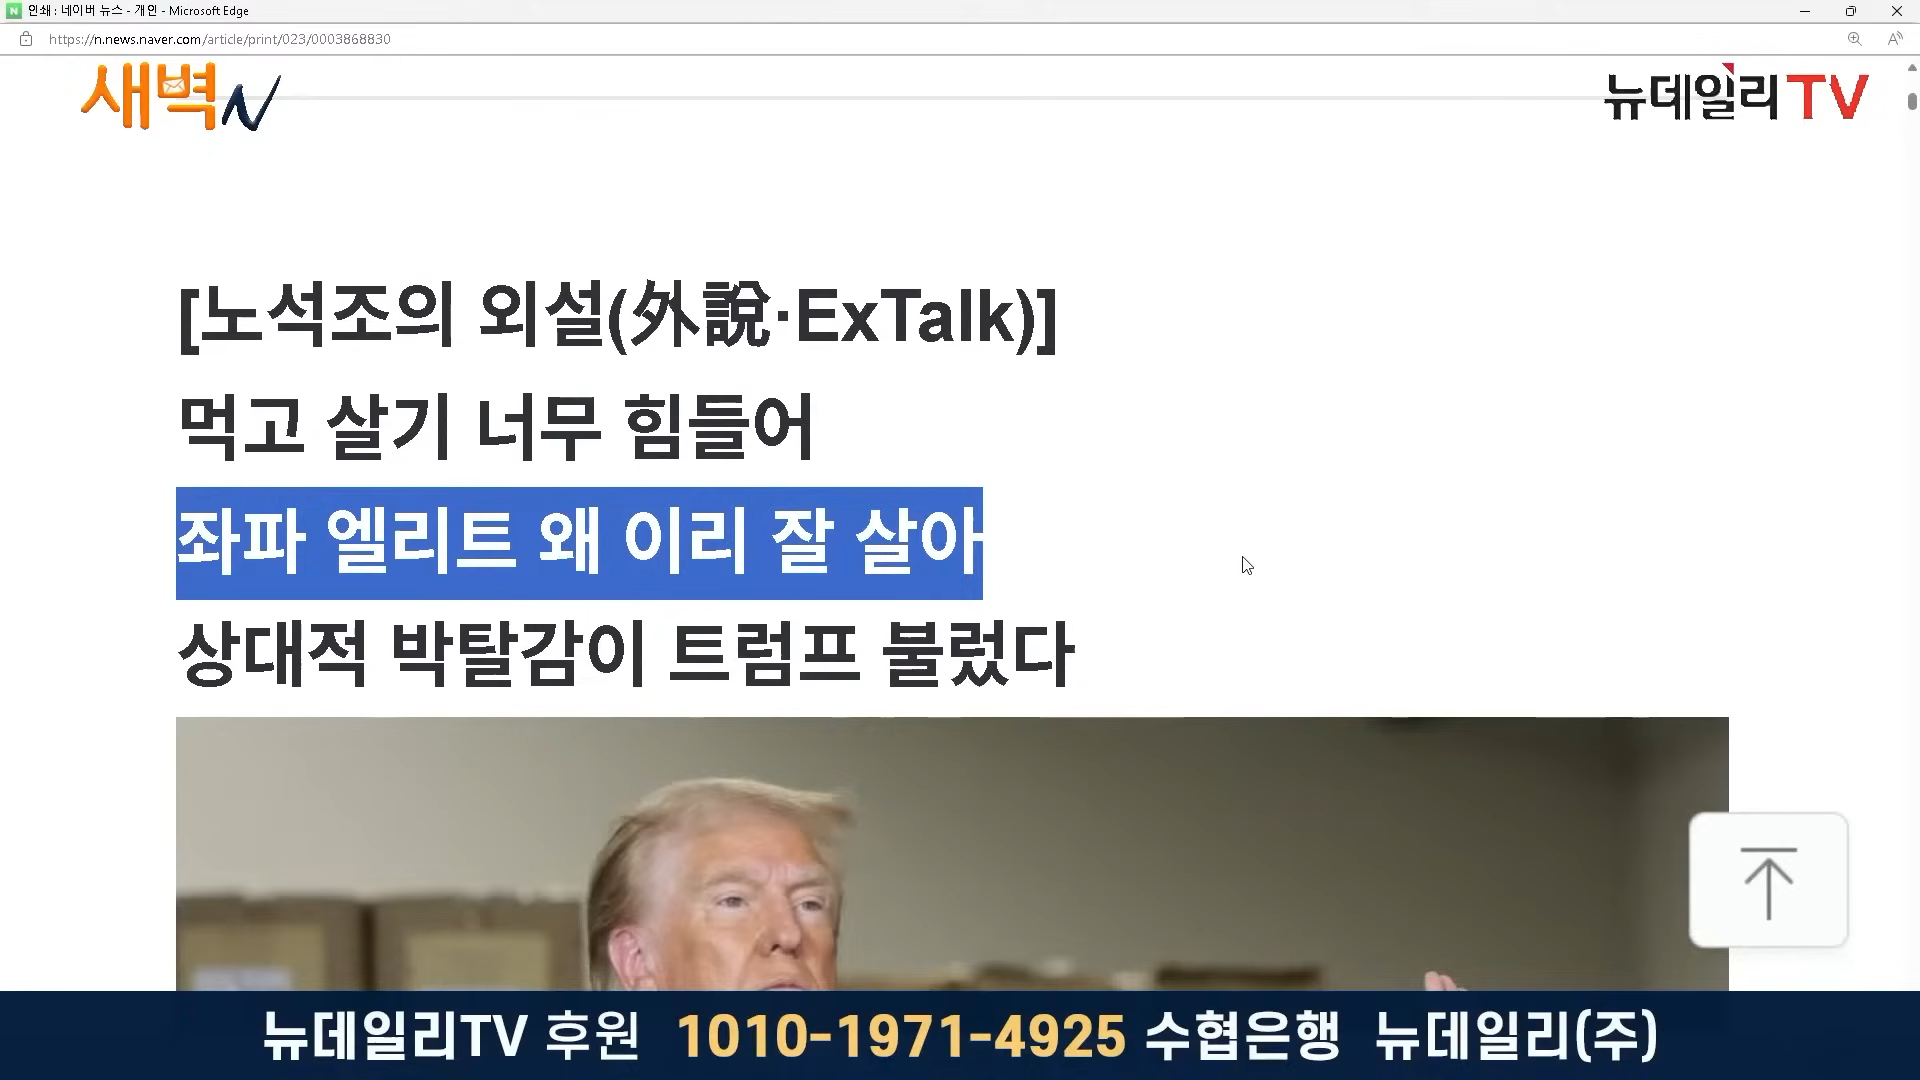 인쇄 : 네이버 뉴스 - 개인 - Microsoft Edge
https://n.news.naver.com/article/print/023/0003868830
새벽N
뉴데일리TV
[노석조의 외설(外說·ExTalk)]
먹고 살기 너무 힘들어
좌파 엘리트 왜 이리 잘 살아
상대적 박탈감이 트럼프 불렀다
뉴데일리TV 후원 1010-1971-4925 수협은행 뉴데일리(주)